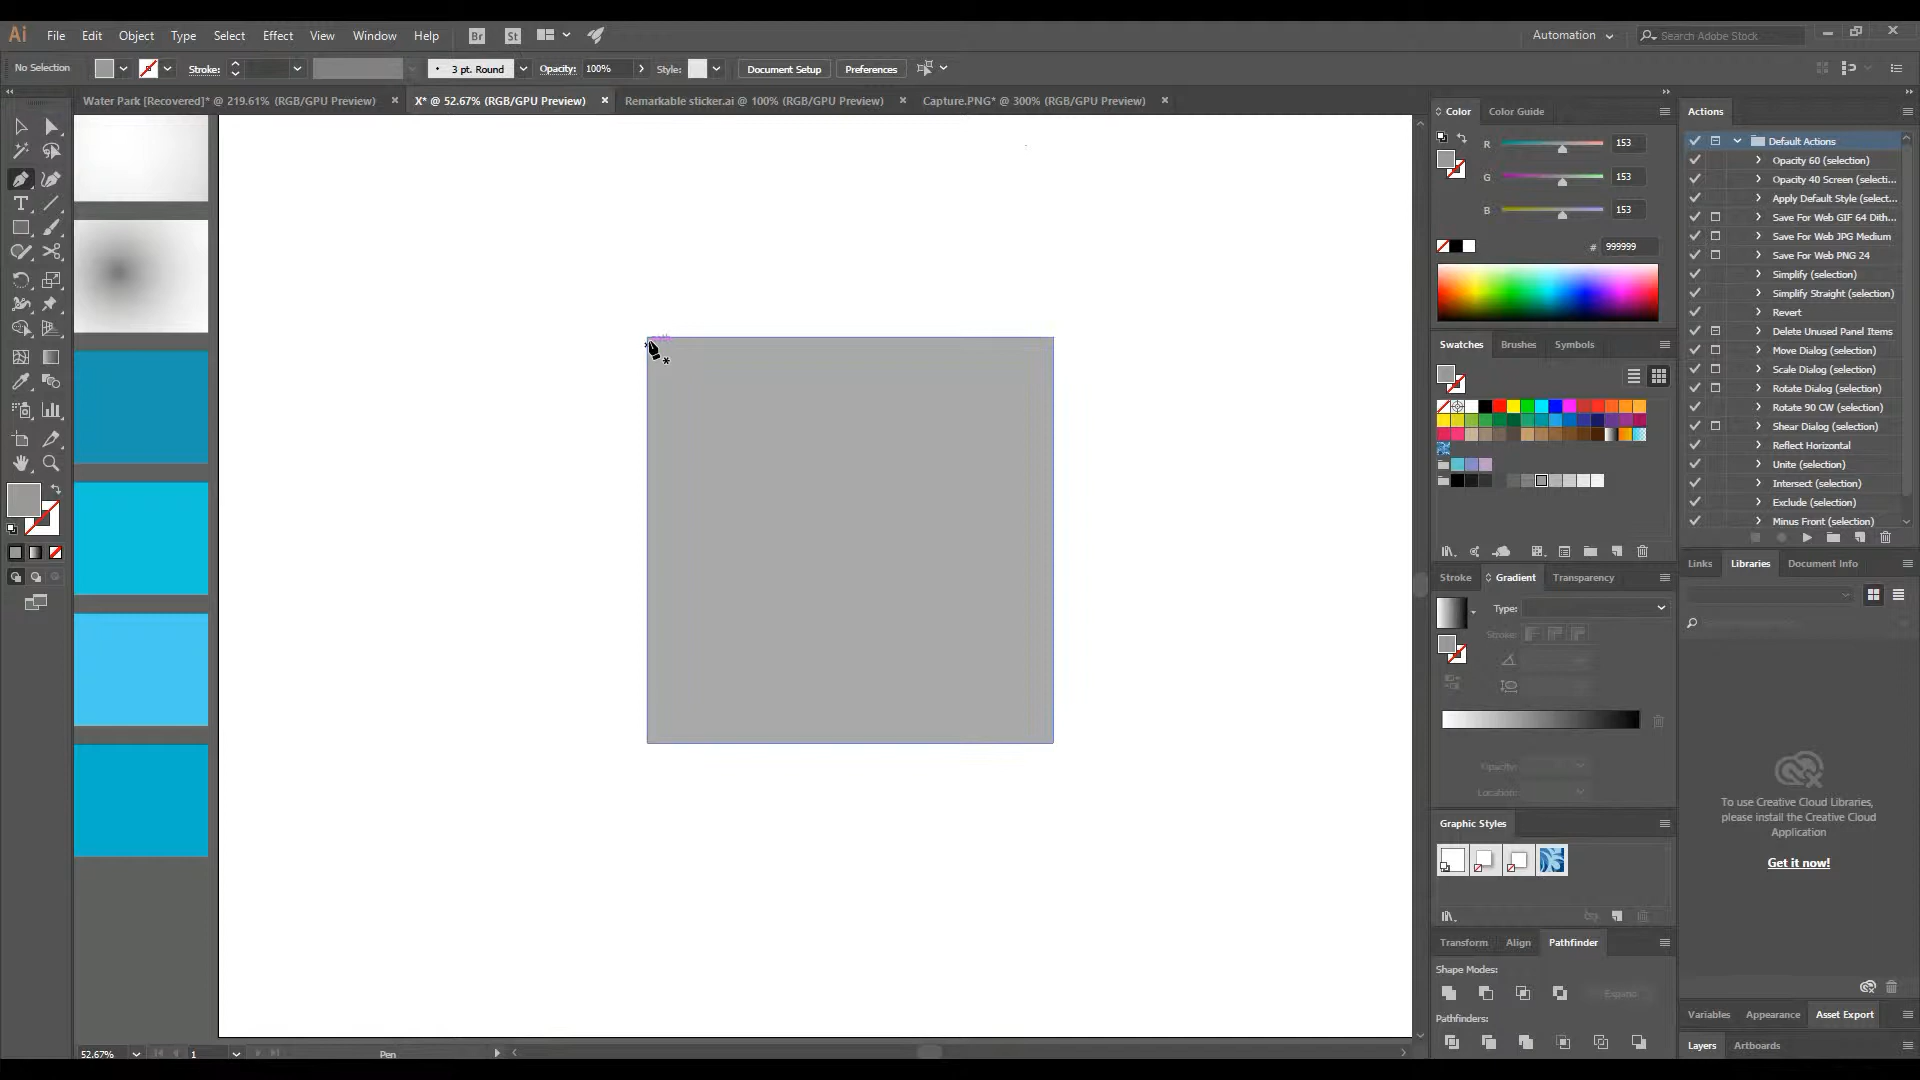 Ai File Edit Object Type Select Effect View Window Help Br St Automation Search Adobe Stock
No Selection Stroke: 3 pt. Round Opacity: 100% Style: Document Setup Preferences
Water Park [Recovered]* @ 219.61% (RGB/GPU Preview) X* @ 52.67% (RGB/GPU Preview) Remarkable sticker.ai @ 100% (RGB/GPU Preview) Capture.PNG* @ 300% (RGB/GPU Preview)
Color Color Guide
R 153
G 153
B 153
# 999999
Swatches Brushes Symbols
Stroke Gradient Transparency
Type:
Stroke:
Opacity:
Location:
Graphic Styles
Transform Align Pathfinder
Shape Modes:
Expand
Pathfinders:
Actions
Default Actions
Opacity 60 (selection)
Opacity 40 Screen (selecti...
Apply Default Style (select...
Save For Web GIF 64 Dith...
Save For Web JPG Medium
Save For Web PNG 24
Simplify (selection)
Simplify Straight (selection)
Revert
Delete Unused Panel Items
Move Dialog (selection)
Scale Dialog (selection)
Rotate Dialog (selection)
Rotate 90 CW (selection)
Shear Dialog (selection)
Reflect Horizontal
Unite (selection)
Intersect (selection)
Exclude (selection)
Minus Front (selection)
Links Libraries Document Info
To use Creative Cloud Libraries,
please install the Creative Cloud
Application
Get it now!
Variables Appearance Asset Export
Layers Artboards
52.67% 1 Pen